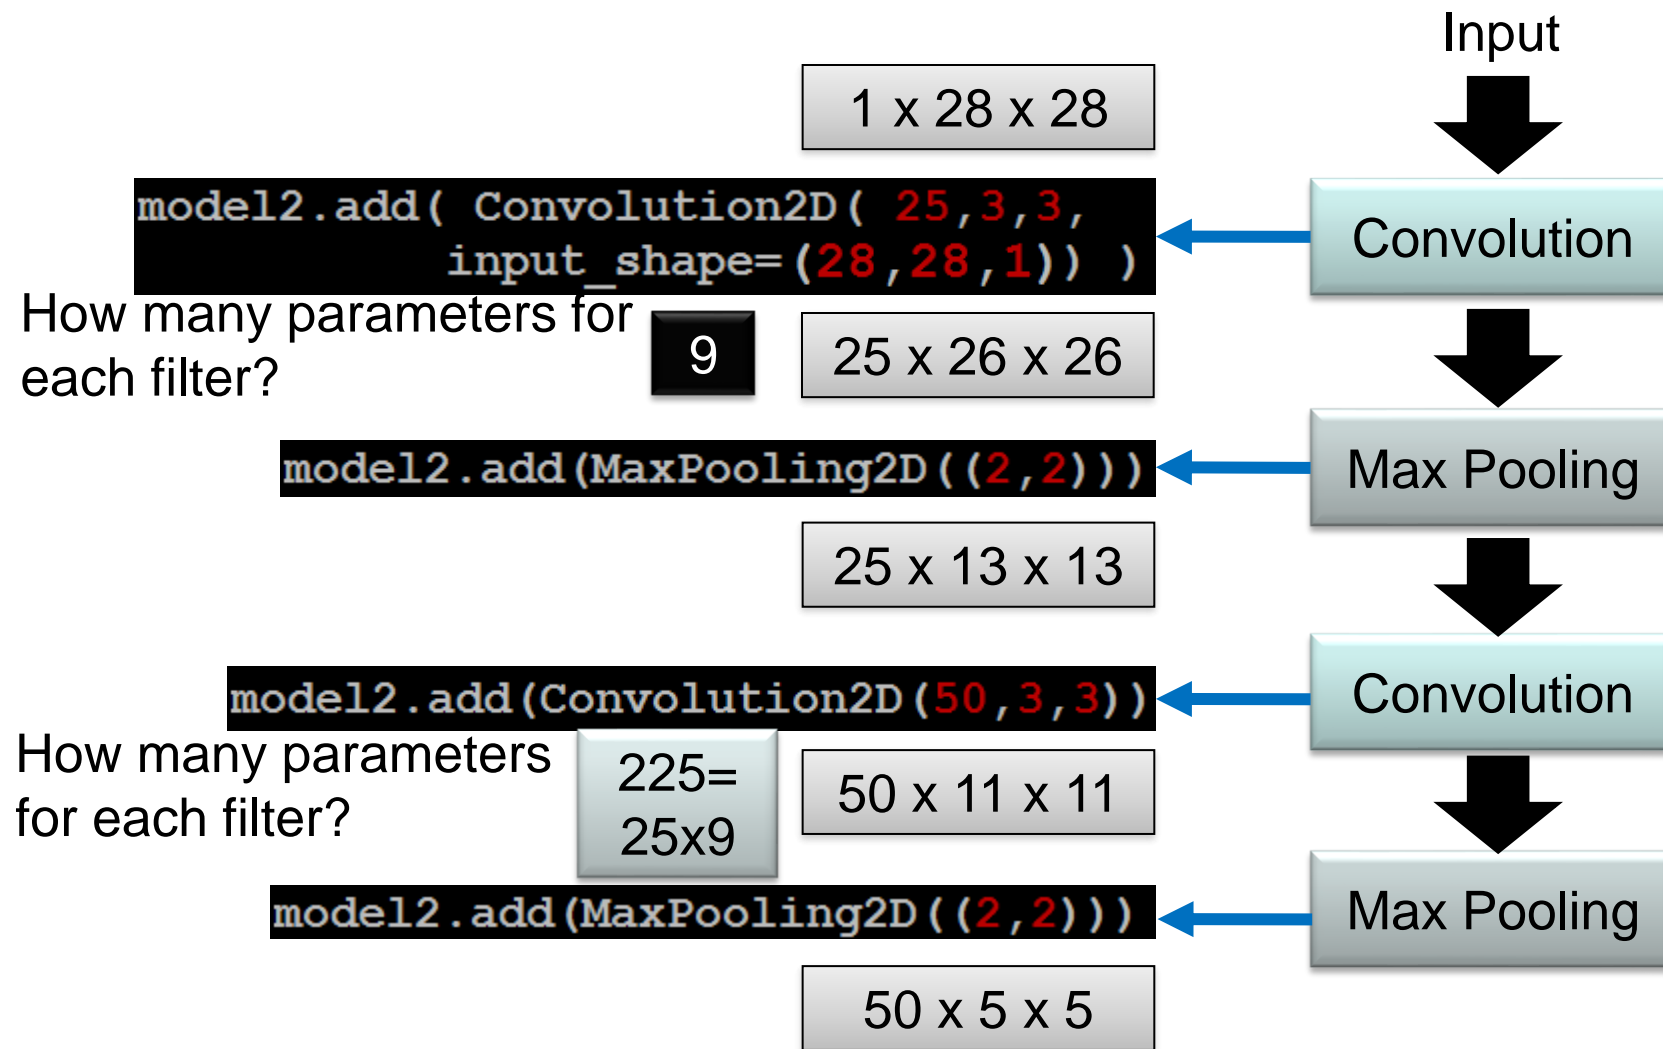 Input
1 x 28 x 28
model2.add( Convolution2D( 25,3,3,
input_shape=(28,28,1)) )
Convolution
How many parameters for
each filter?
9
25 x 26 x 26
model2.add(MaxPooling2D((2,2)))
Max Pooling
25 x 13 x 13
model2.add(Convolution2D(50,3,3))
Convolution
How many parameters
for each filter?
225=
25x9
50 x 11 x 11
model2.add(MaxPooling2D((2,2)))
Max Pooling
50 x 5 x 5